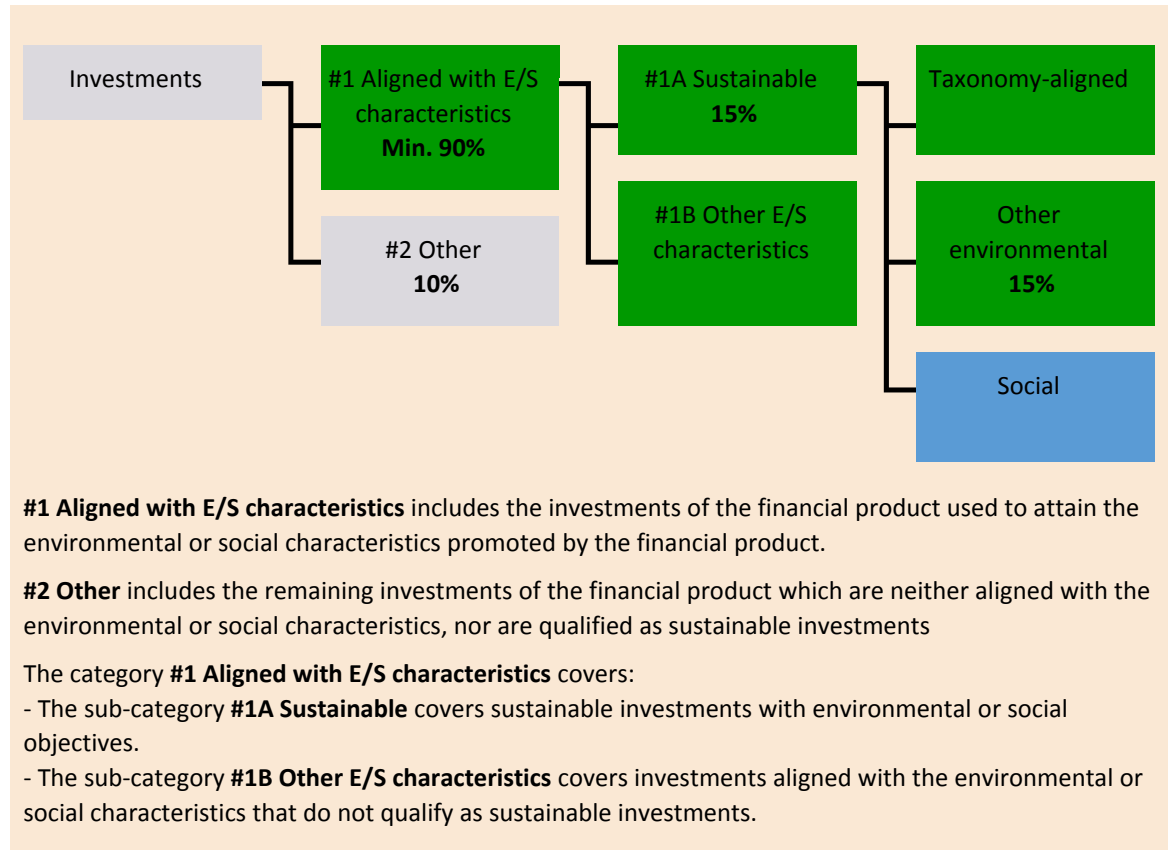 Investments
#1 Aligned with E/S
characteristics
Min. 90%
#2 Other
10%
#1A Sustainable
15%
#1B Other E/S
characteristics
Taxonomy-aligned
Other
environmental
15%
Social
#1 Aligned with E/S characteristics includes the investments of the financial product used to attain the
environmental or social characteristics promoted by the financial product.
#2 Other includes the remaining investments of the financial product which are neither aligned with the
environmental or social characteristics, nor are qualified as sustainable investments
The category #1 Aligned with E/S characteristics covers:
- The sub-category #1A Sustainable covers sustainable investments with environmental or social
objectives.
- The sub-category #1B Other E/S characteristics covers investments aligned with the environmental or
social characteristics that do not qualify as sustainable investments.